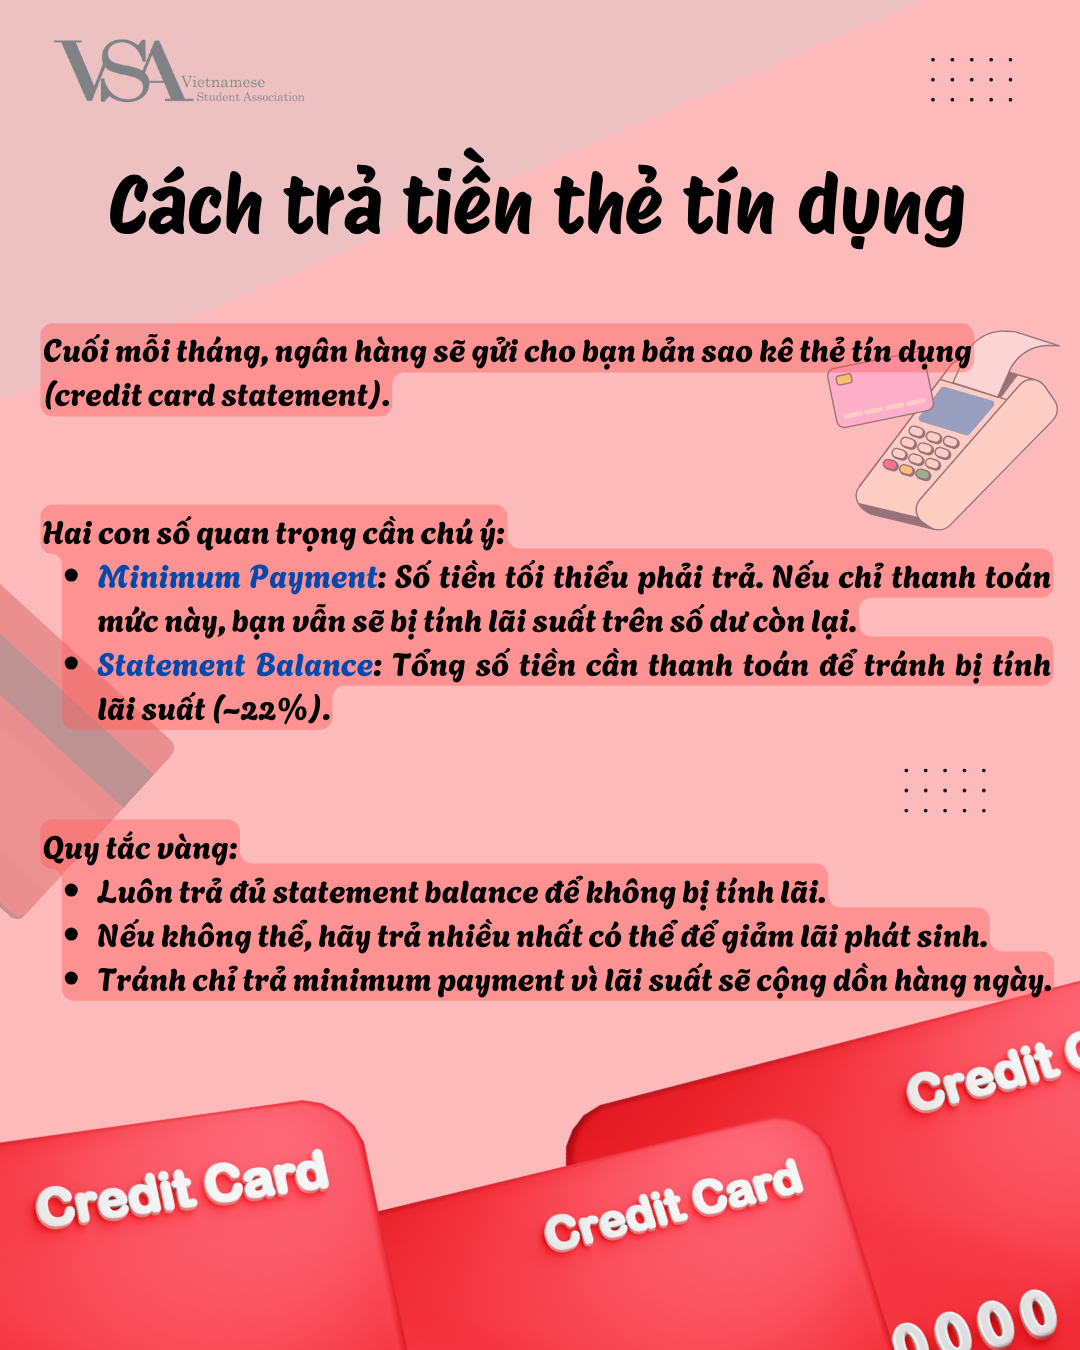 VSA Vietnamese
Student Association
Cách trả tiền thẻ tín dụng
Cuối mỗi tháng, ngân hàng sẽ gửi cho bạn bản sao kê thẻ tín dụng
(credit card statement).
Hai con số quan trọng cần chú ý:
• Minimum Payment: Số tiền tối thiểu phải trả. Nếu chỉ thanh toán
mức này, bạn vẫn sẽ bị tính lãi suất trên số dư còn lại.
• Statement Balance: Tổng số tiền cần thanh toán để tránh bị tính
lãi suất (~22%).
Quy tắc vàng:
• Luôn trả đủ statement balance để không bị tính lãi.
• Nếu không thể, hãy trả nhiều nhất có thể để giảm lãi phát sinh.
• Tránh chỉ trả minimum payment vì lãi suất sẽ cộng dồn hàng ngày.
Credit C
Credit Card
Credit Card
0000